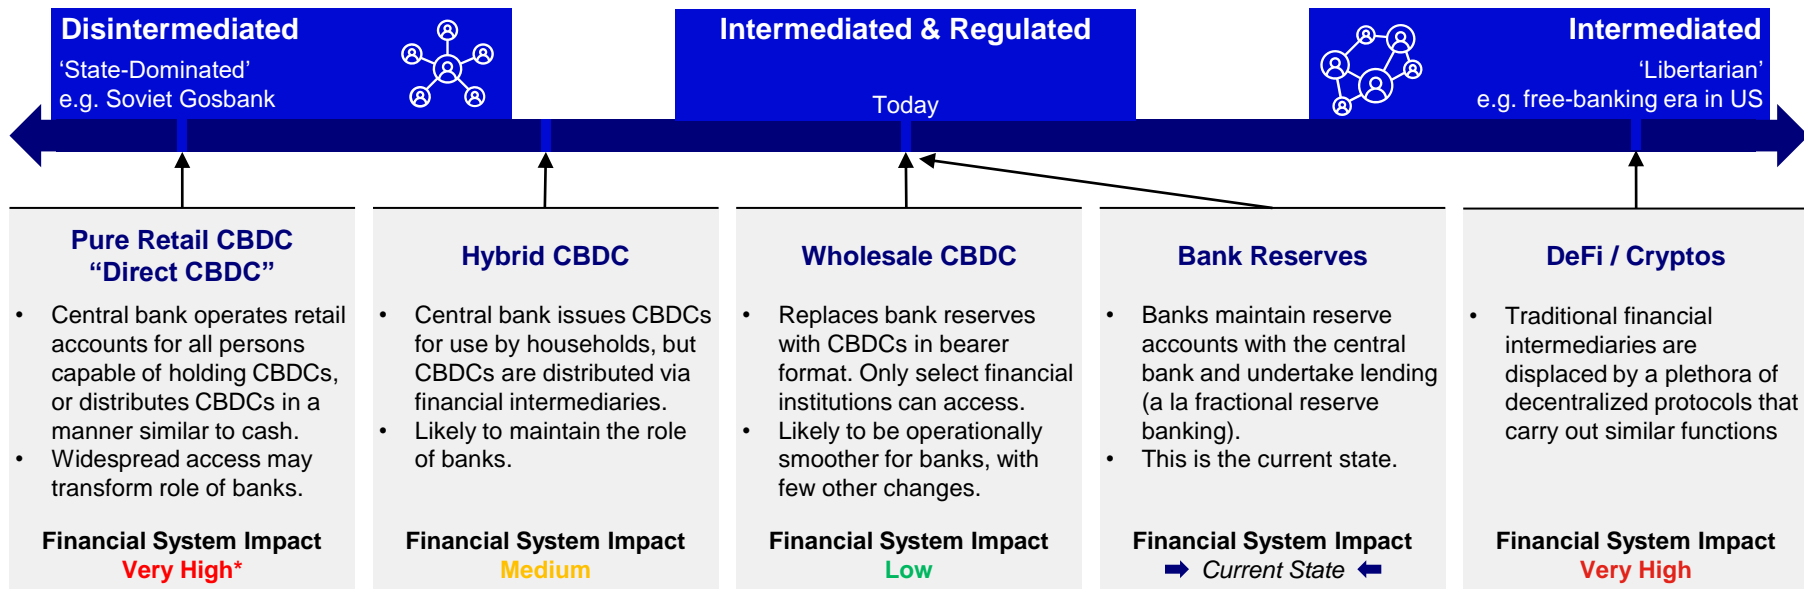 Disintermediated
‘State-Dominated’
e.g. Soviet Gosbank
Intermediated & Regulated
Today
Intermediated
‘Libertarian’
e.g. free-banking era in US
Pure Retail CBDC
“Direct CBDC”
• Central bank operates retail
accounts for all persons
capable of holding CBDCs,
or distributes CBDCs in a
manner similar to cash.
• Widespread access may
transform role of banks.
Financial System Impact
Very High*
Hybrid CBDC
• Central bank issues CBDCs
for use by households, but
CBDCs are distributed via
financial intermediaries.
• Likely to maintain the role
of banks.
Financial System Impact
Medium
Wholesale CBDC
• Replaces bank reserves
with CBDCs in bearer
format. Only select financial
institutions can access.
• Likely to be operationally
smoother for banks, with
few other changes.
Financial System Impact
Low
Bank Reserves
• Banks maintain reserve
accounts with the central
bank and undertake lending
(a la fractional reserve
banking).
• This is the current state.
Financial System Impact
Current State
DeFi / Cryptos
• Traditional financial
intermediaries are
displaced by a plethora of
decentralized protocols that
carry out similar functions
Financial System Impact
Very High